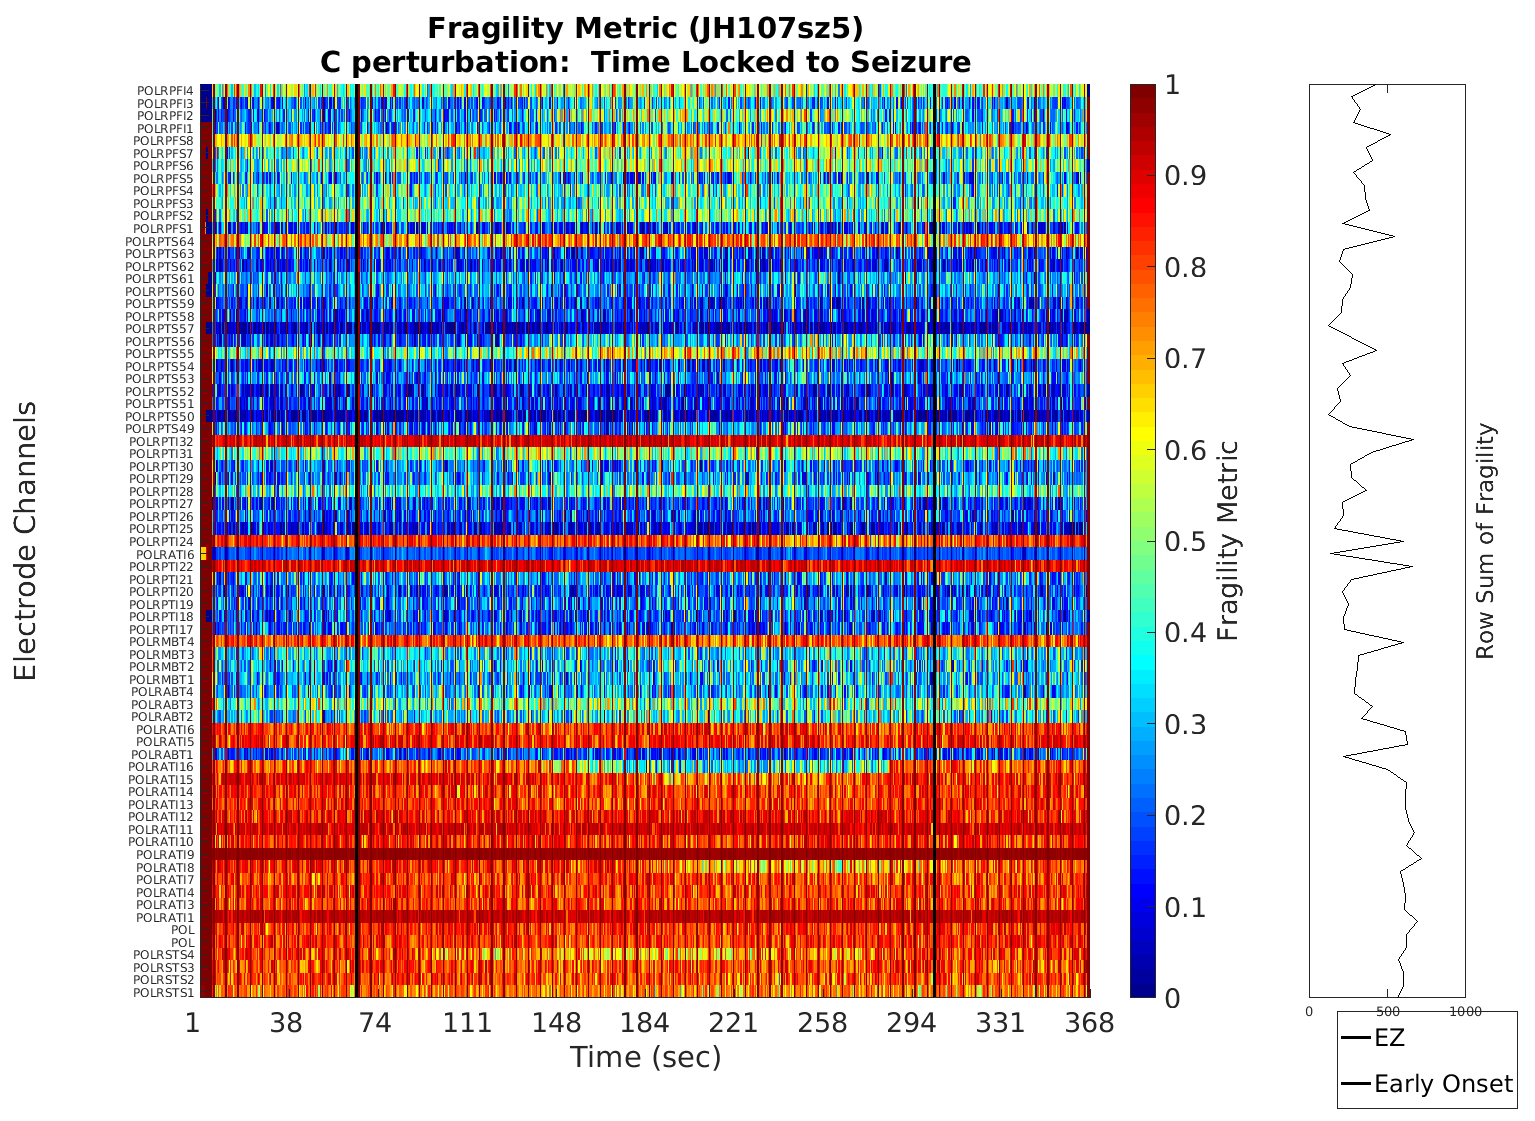 Fragility Metric (JH107sz5)
C perturbation:  Time Locked to Seizure
Electrode Channels
POLRPFI4
POLRPFI3
POLRPFI2
POLRPFI1
POLRPFS8
POLRPFS7
POLRPFS6
POLRPFS5
POLRPFS4
POLRPFS3
POLRPFS2
POLRPFS1
POLRPTS64
POLRPTS63
POLRPTS62
POLRPTS61
POLRPTS60
POLRPTS59
POLRPTS58
POLRPTS57
POLRPTS56
POLRPTS55
POLRPTS54
POLRPTS53
POLRPTS52
POLRPTS51
POLRPTS50
POLRPTS49
POLRPTI32
POLRPTI31
POLRPTI30
POLRPTI29
POLRPTI28
POLRPTI27
POLRPTI26
POLRPTI25
POLRPTI24
POLRATI6
POLRPTI22
POLRPTI21
POLRPTI20
POLRPTI19
POLRPTI18
POLRPTI17
POLRMBT4
POLRMBT3
POLRMBT2
POLRMBT1
POLRABT4
POLRABT3
POLRABT2
POLRATI6
POLRATI5
POLRABT1
POLRATI16
POLRATI15
POLRATI14
POLRATI13
POLRATI12
POLRATI11
POLRATI10
POLRATI9
POLRATI8
POLRATI7
POLRATI4
POLRATI3
POLRATI1
POL
POL
POLRSTS4
POLRSTS3
POLRSTS2
POLRSTS1
1 38 74 111 148 184 221 258 294 331 368
Time (sec)
1
0.9
0.8
0.7
0.6
0.5
0.4
0.3
0.2
0.1
0
Fragility Metric
0 500 1000
Row Sum of Fragility
EZ
Early Onset